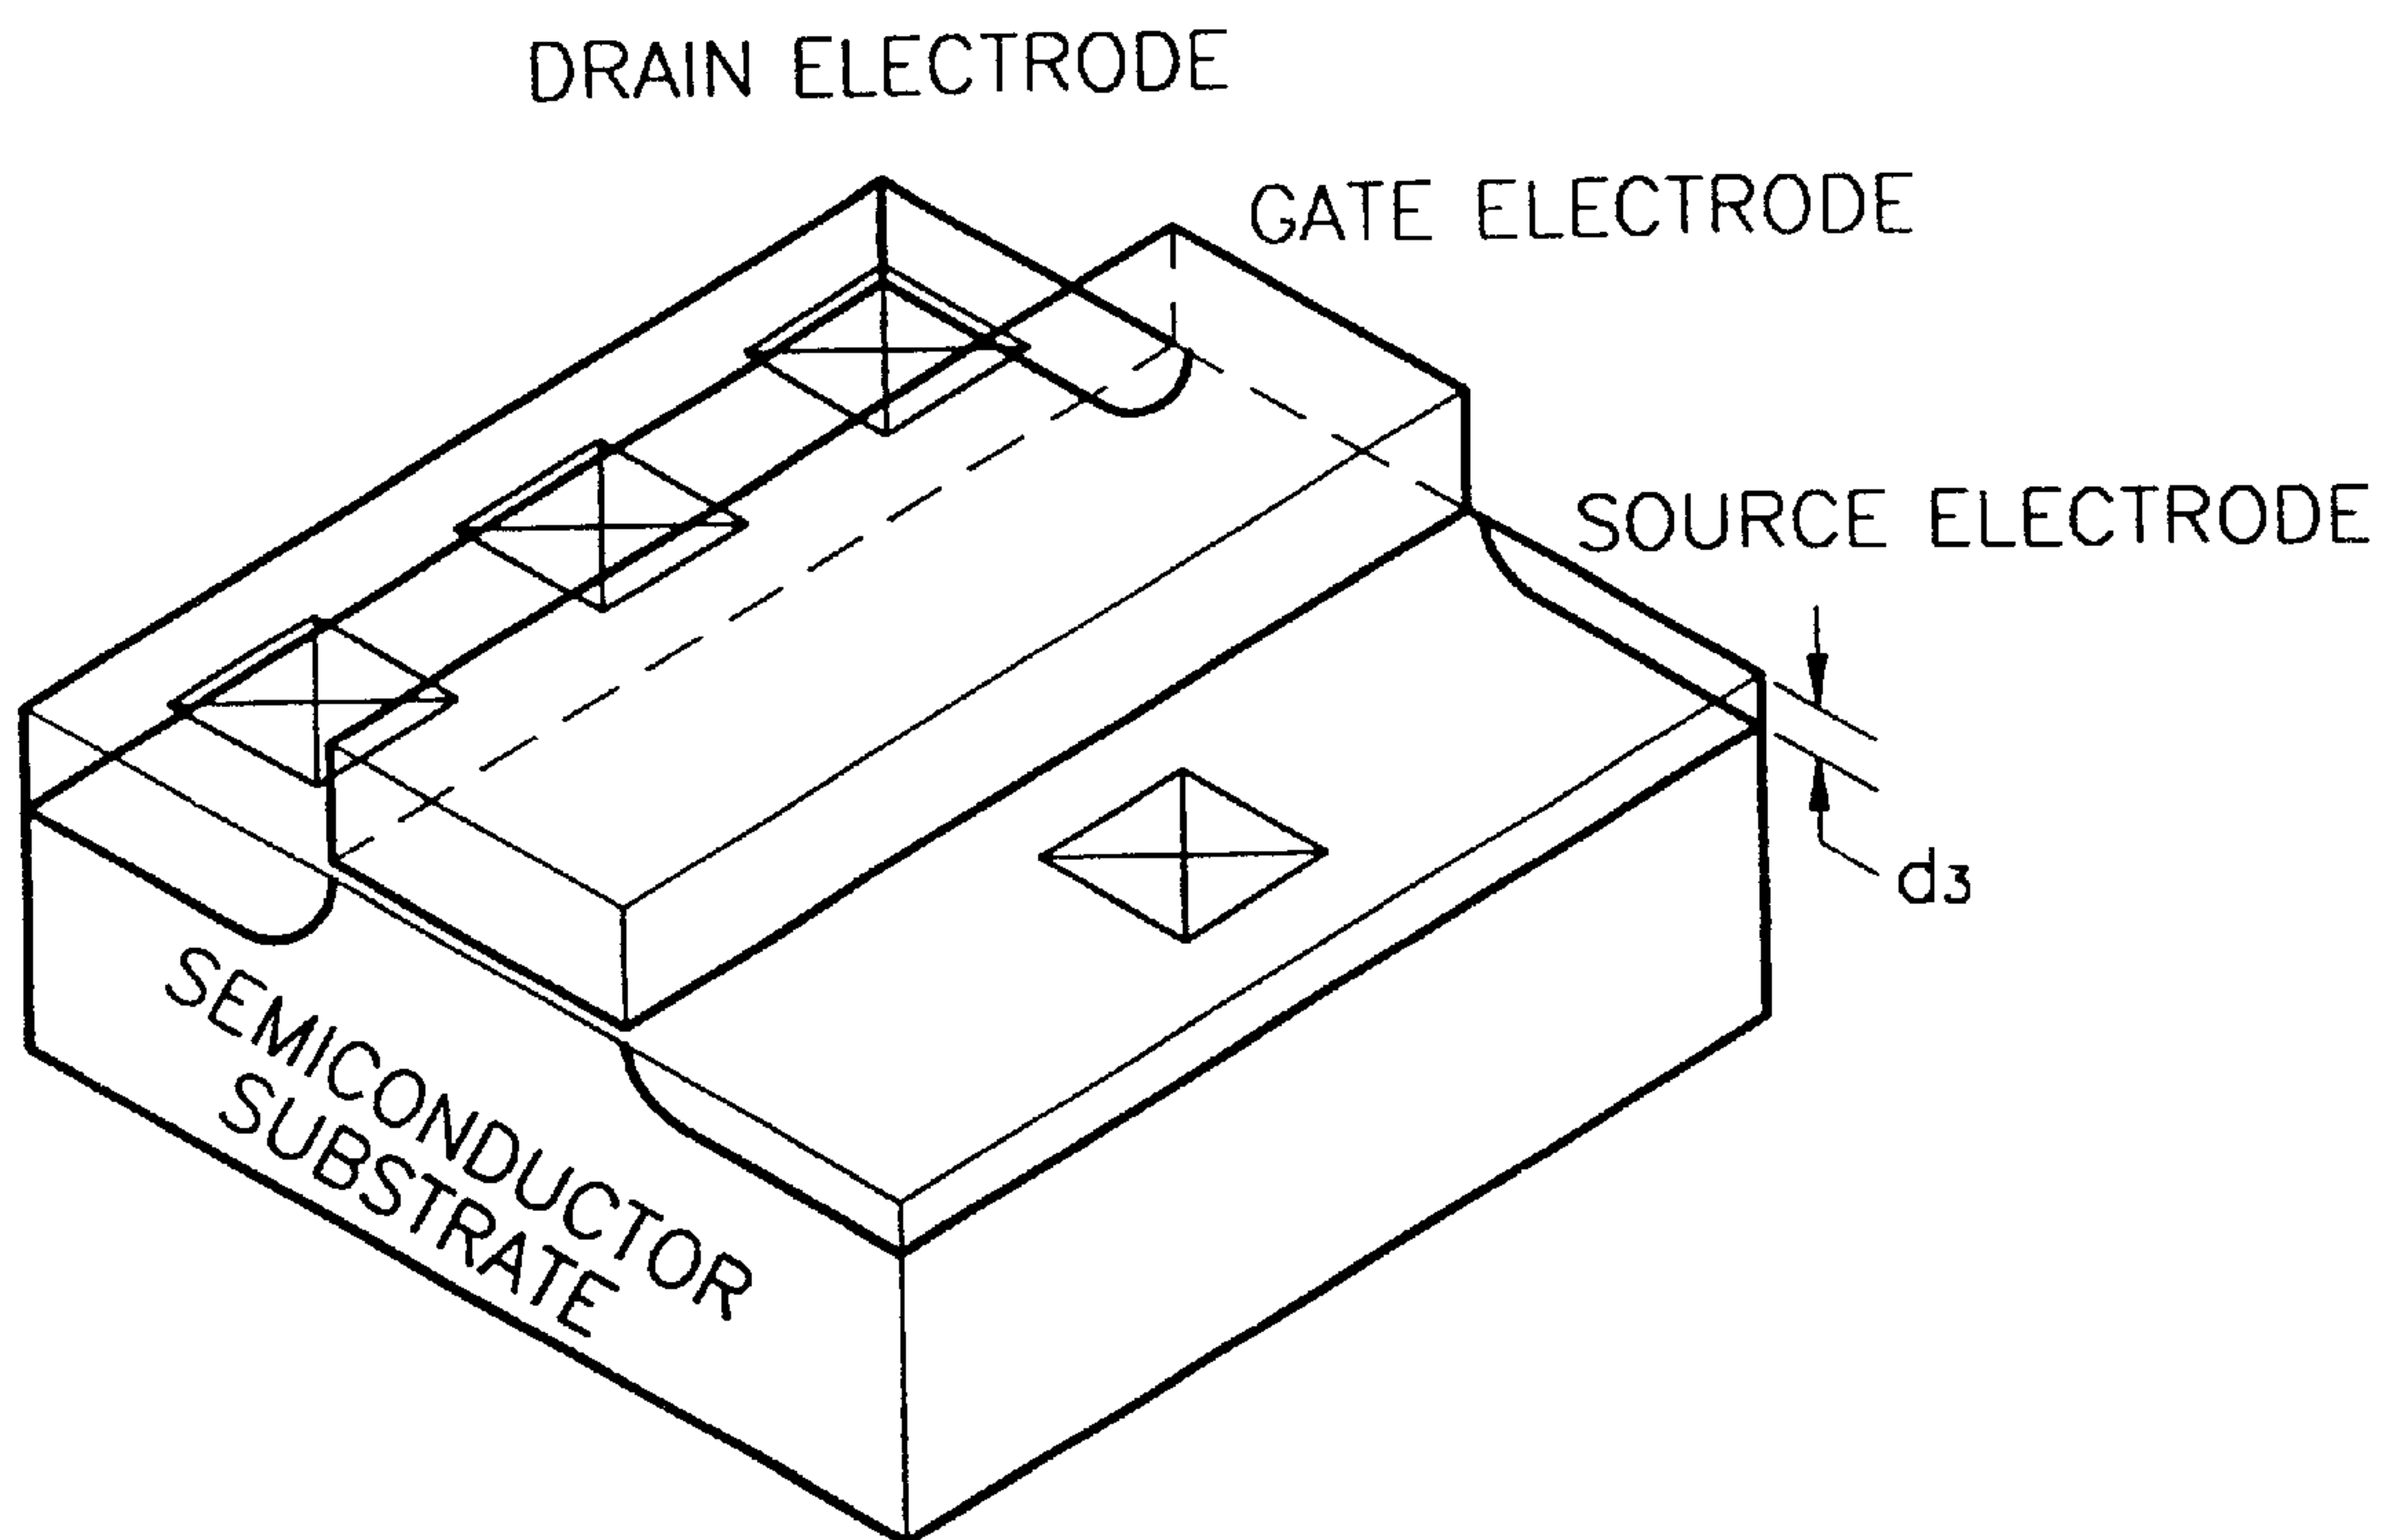 DRAIN ELECTRODE
GATE ELECTRODE
SOURCE ELECTRODE
d3
SEMICONDUCTOR
SUBSTRATE